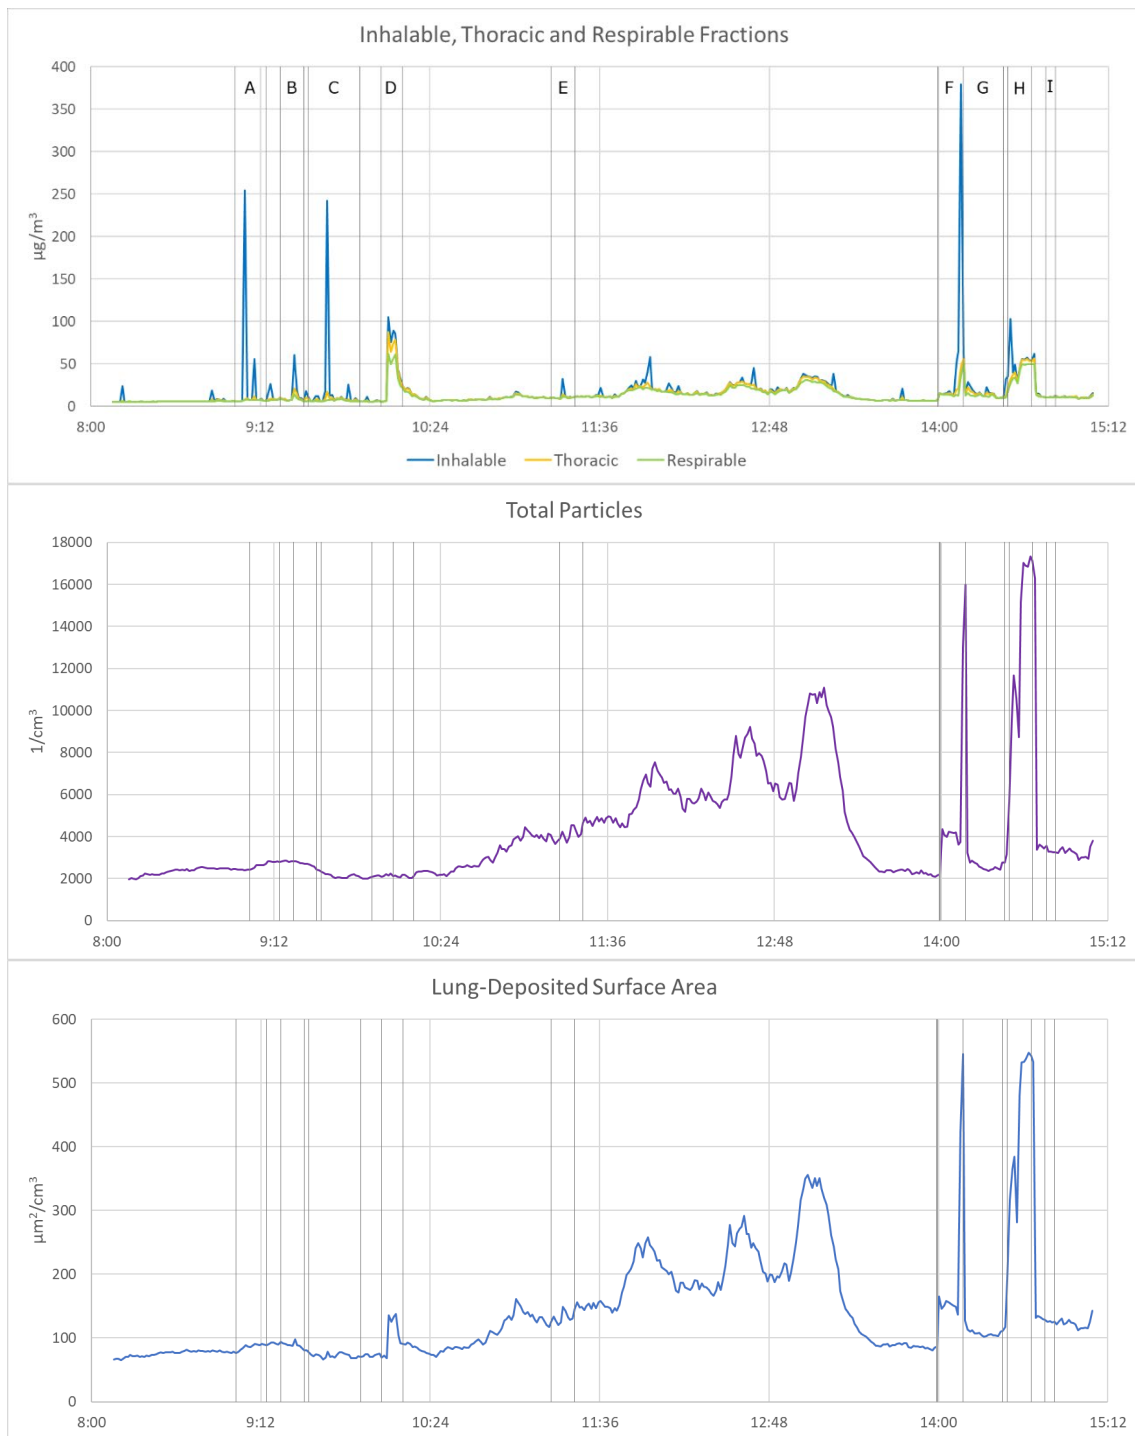 Inhalable, Thoracic and Respirable Fractions
400
350
300
250
200
150
100
50
0
µg/m³
A B C D E F G H I
8:00 9:12 10:24 11:36 12:48 14:00 15:12
Inhalable Thoracic Respirable
Total Particles
18000
16000
14000
12000
10000
8000
6000
4000
2000
0
1/cm³
8:00 9:12 10:24 11:36 12:48 14:00 15:12
Lung-Deposited Surface Area
600
500
400
300
200
100
0
µm²/cm³
8:00 9:12 10:24 11:36 12:48 14:00 15:12